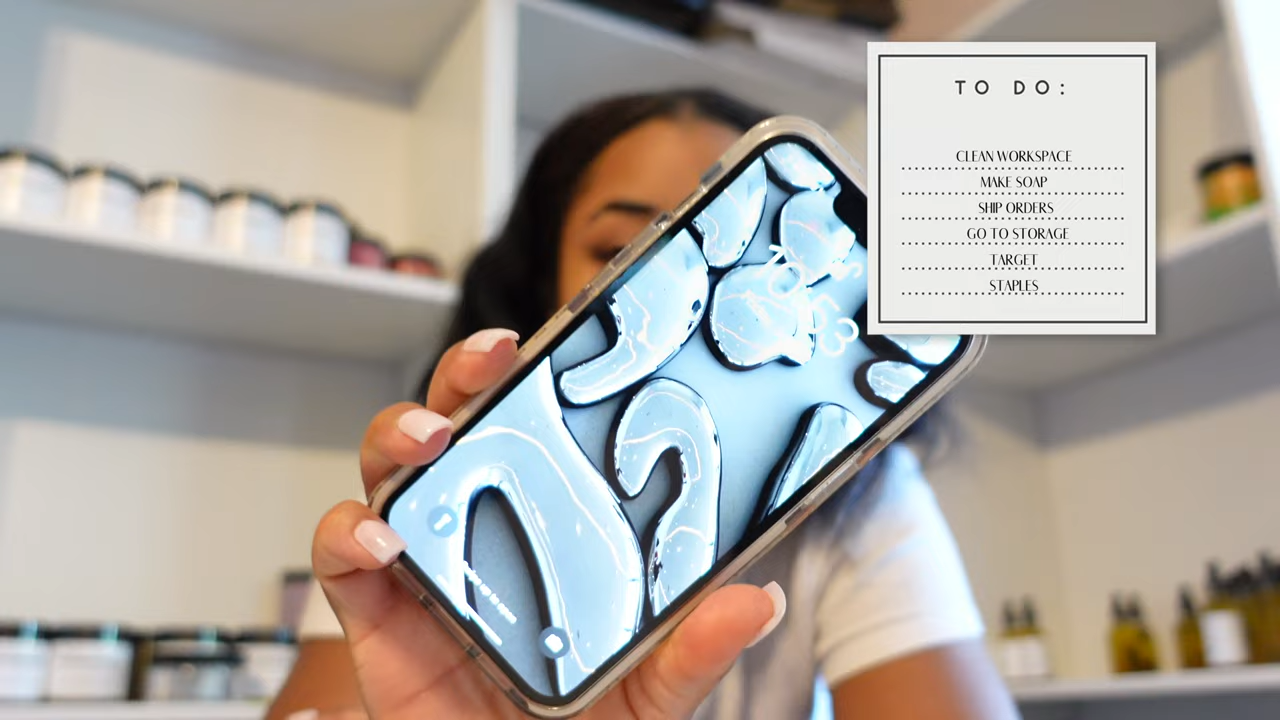 TO DO:
CLEAN WORKSPACE
MAKE SOAP
SHIP ORDERS
GO TO STORAGE
TARGET
STAPLES